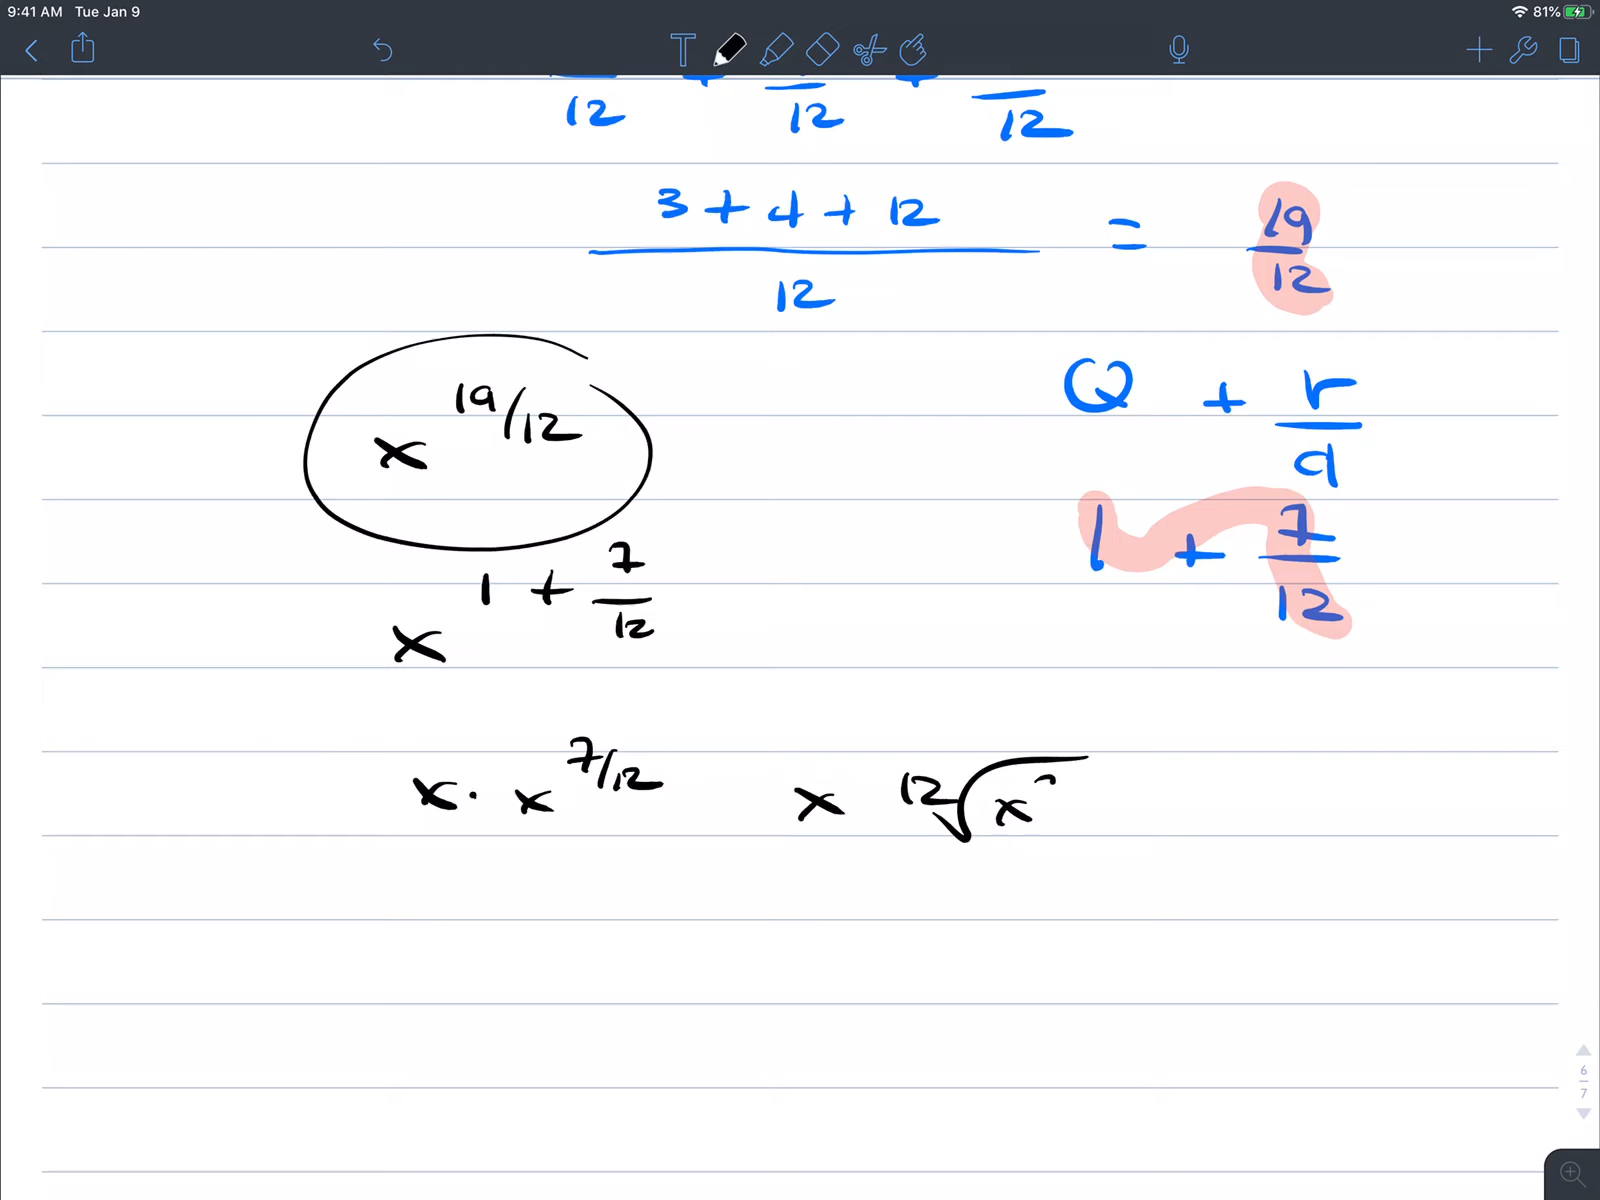 9:41 AM Tue Jan 9 81%
12 + 12 + 12
3 + 4 + 12 / 12 = 19/12
x^19/12
Q + r/d
x^1 + 7/12
1 + 7/12
x · x^7/12 x 12√x
6
7